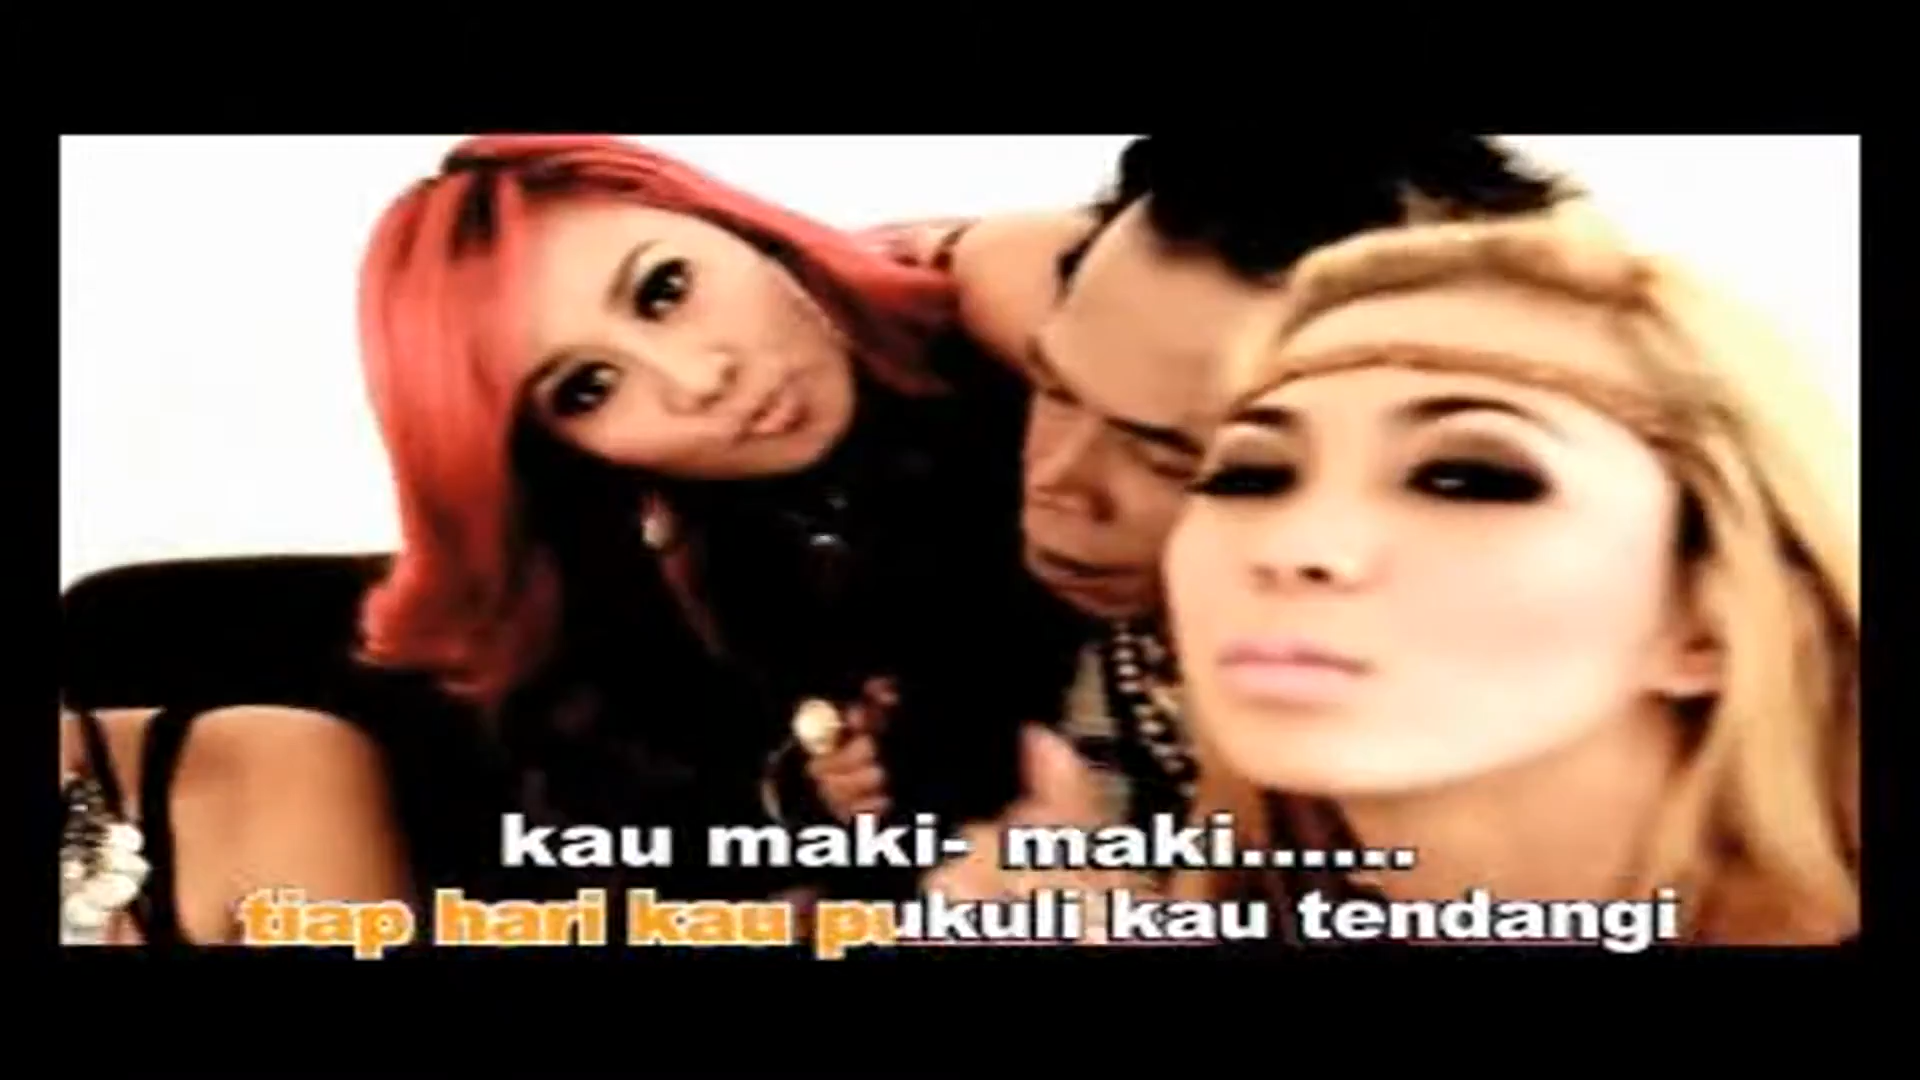 kau maki- maki......
tiap hari kau pukuli kau tendangi